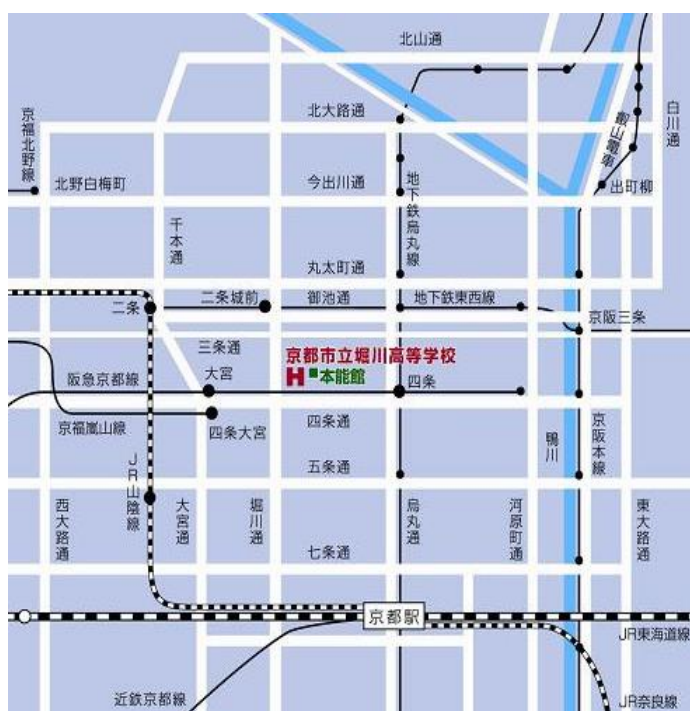 北山通
北大路通
白川通
京福北野線
叡山電車
北野白梅町
今出川通
地下鉄烏丸線
出町柳
千本通
丸太町通
二条
二条城前
御池通
地下鉄東西線
京阪三条
三条通
京都市立堀川高等学校
H 本能館
阪急京都線
大宮
四条
京福嵐山線
四条大宮
四条通
鴨川
京阪本線
JR山陰線
五条通
西大路通
大宮通
堀川通
烏丸通
河原町通
東大路通
七条通
京都駅
JR東海道線
近鉄京都線
JR奈良線